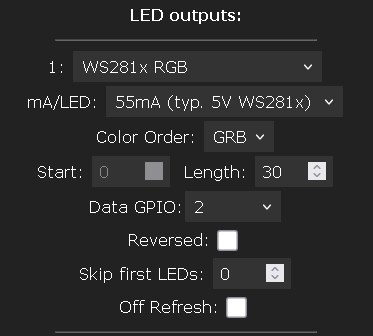 LED outputs:
1: WS281x RGB
mA/LED: 55mA (typ. 5V WS281x)
Color Order: GRB
Start: 0 Length: 30
Data GPIO: 2
Reversed:
Skip first LEDs: 0
Off Refresh: